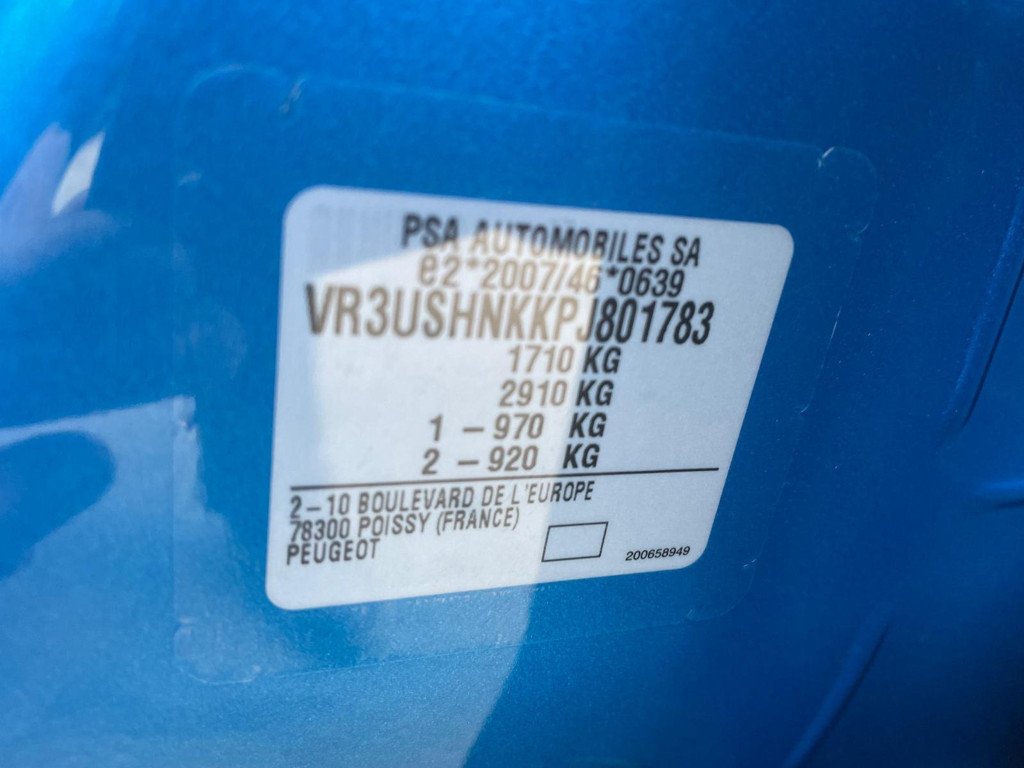 PSA AUTOMOBILES SA
e2*2007/46*0639
VR3USHNKKPJ801783
1710 KG
2910 KG
1 – 970 KG
2 – 920 KG
2–10 BOULEVARD DE L'EUROPE
78300 POISSY (FRANCE)
PEUGEOT
200658949